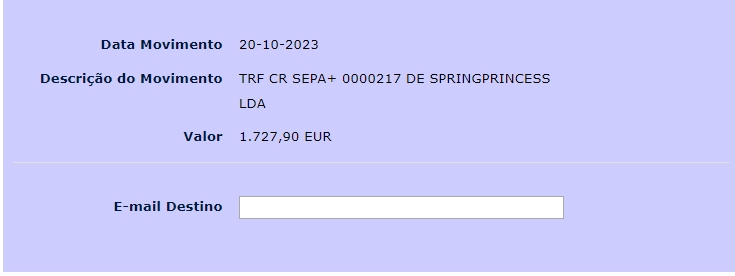 Data Movimento 20-10-2023
Descrição do Movimento TRF CR SEPA+ 0000217 DE SPRINGPRINCESS
LDA
Valor 1.727,90 EUR
E-mail Destino